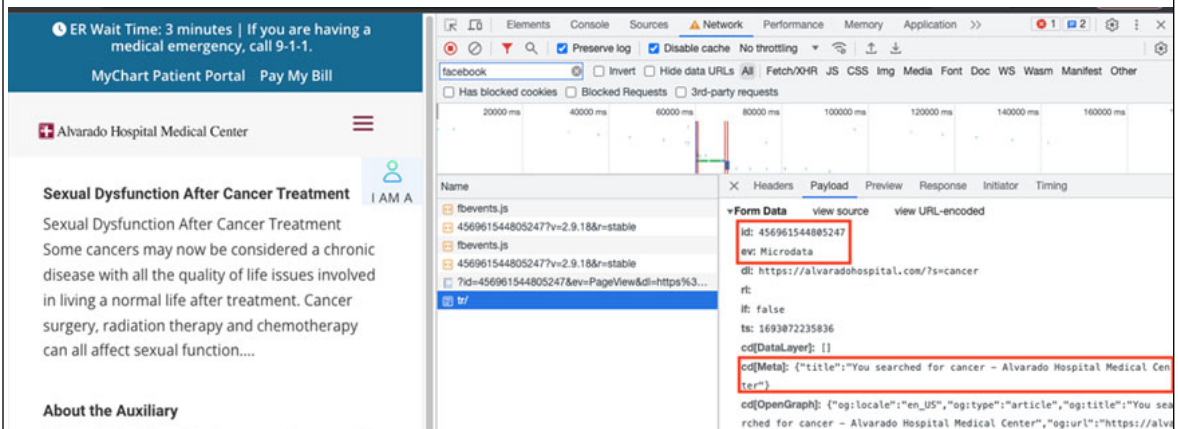 ER Wait Time: 3 minutes | If you are having a
medical emergency, call 9-1-1.
MyChart Patient Portal Pay My Bill
Alvarado Hospital Medical Center
I AM A
Sexual Dysfunction After Cancer Treatment
Sexual Dysfunction After Cancer Treatment
Some cancers may now be considered a chronic
disease with all the quality of life issues involved
in living a normal life after treatment. Cancer
surgery, radiation therapy and chemotherapy
can all affect sexual function....
About the Auxiliary
Elements Console Sources Network Performance Memory Application >> 1 2
Preserve log Disable cache No throttling
facebook Invert Hide data URLs All Fetch/XHR JS CSS Img Media Font Doc WS Wasm Manifest Other
Has blocked cookies Blocked Requests 3rd-party requests
20000 ms 40000 ms 60000 ms 80000 ms 100000 ms 120000 ms 140000 ms 160000 ms
Name
fbevents.js
456961544805247?v=2.9.18&r=stable
fbevents.js
456961544805247?v=2.9.18&r=stable
?id=456961544805247&ev=PageView&dl=https%3...
tr/
Headers Payload Preview Response Initiator Timing
Form Data view source view URL-encoded
id: 456961544805247
ev: Microdata
dl: https://alvaradohospital.com/?s=cancer
rl:
if: false
ts: 1693072235836
cd[DataLayer]: []
cd[Meta]: {"title":"You searched for cancer – Alvarado Hospital Medical Cen
ter"}
cd[OpenGraph]: {"og:locale":"en_US","og:type":"article","og:title":"You sea
rched for cancer – Alvarado Hospital Medical Center","og:url":"https://alva